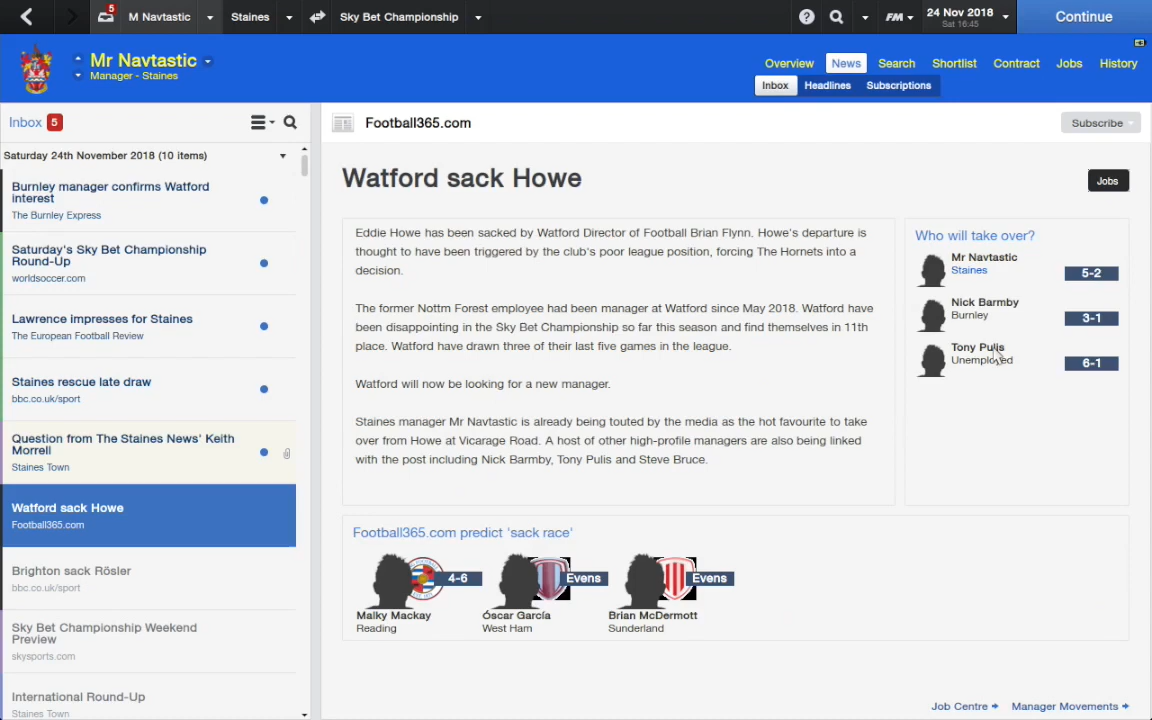 5
M Navtastic
Staines
Sky Bet Championship
?
FM
24 Nov 2018
Sat 16:45
Continue
Mr Navtastic
Manager - Staines
Overview
News
Search
Shortlist
Contract
Jobs
History
Inbox
Headlines
Subscriptions
Inbox 5
Football365.com
Subscribe
Saturday 24th November 2018 (10 items)
Burnley manager confirms Watford
interest
The Burnley Express
Saturday's Sky Bet Championship
Round-Up
worldsoccer.com
Lawrence impresses for Staines
The European Football Review
Staines rescue late draw
bbc.co.uk/sport
Question from The Staines News' Keith
Morrell
Staines Town
Watford sack Howe
Football365.com
Brighton sack Rösler
bbc.co.uk/sport
Sky Bet Championship Weekend
Preview
skysports.com
International Round-Up
Staines Town
Watford sack Howe
Jobs
Eddie Howe has been sacked by Watford Director of Football Brian Flynn. Howe's departure is
thought to have been triggered by the club's poor league position, forcing The Hornets into a
decision.
The former Nottm Forest employee had been manager at Watford since May 2018. Watford have
been disappointing in the Sky Bet Championship so far this season and find themselves in 11th
place. Watford have drawn three of their last five games in the league.
Watford will now be looking for a new manager.
Staines manager Mr Navtastic is already being touted by the media as the hot favourite to take
over from Howe at Vicarage Road. A host of other high-profile managers are also being linked
with the post including Nick Barmby, Tony Pulis and Steve Bruce.
Who will take over?
Mr Navtastic
Staines
5-2
Nick Barmby
Burnley
3-1
Tony Pulis
Unemployed
6-1
Football365.com predict 'sack race'
4-6
Malky Mackay
Reading
Evens
Óscar García
West Ham
Evens
Brian McDermott
Sunderland
Job Centre
Manager Movements